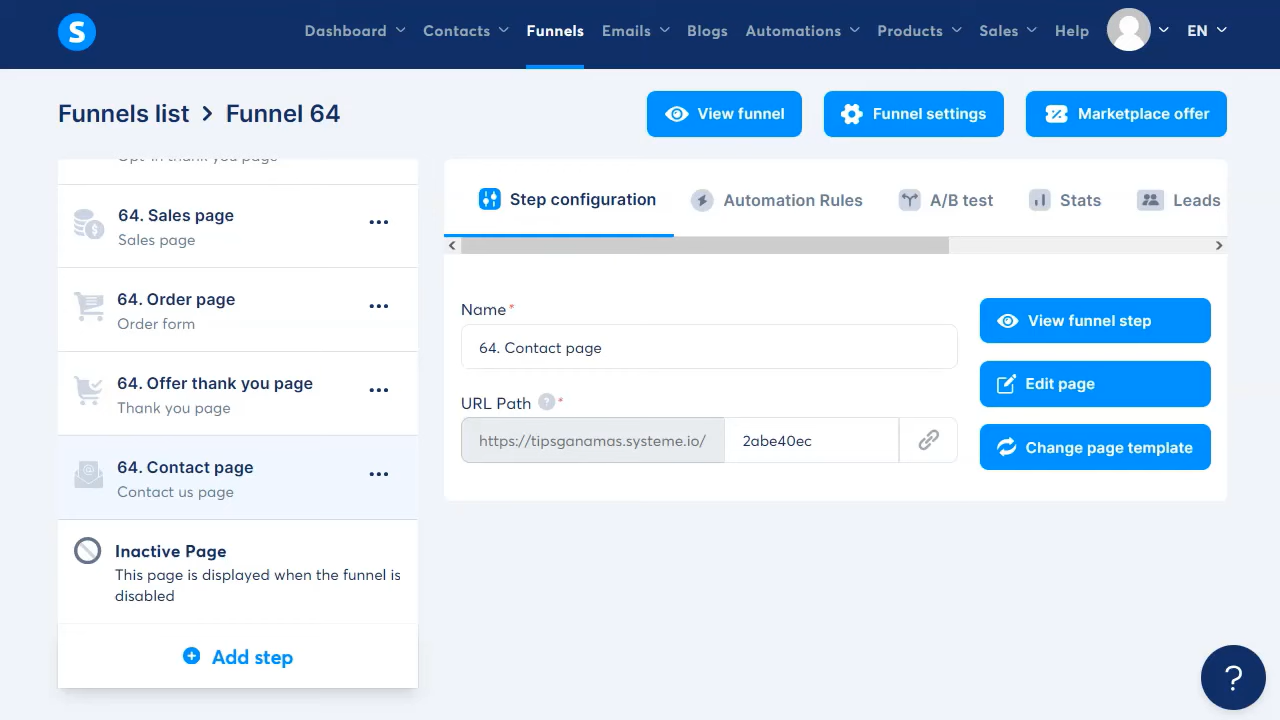 S
Dashboard
Contacts
Funnels
Emails
Blogs
Automations
Products
Sales
Help
EN
Funnels list > Funnel 64
View funnel
Funnel settings
Marketplace offer
Opt-in thank you page
64. Sales page
Sales page
64. Order page
Order form
64. Offer thank you page
Thank you page
64. Contact page
Contact us page
Inactive Page
This page is displayed when the funnel is
disabled
Add step
Step configuration
Automation Rules
A/B test
Stats
Leads
Name*
64. Contact page
URL Path ? *
https://tipsganamas.systeme.io/
2abe40ec
View funnel step
Edit page
Change page template
?